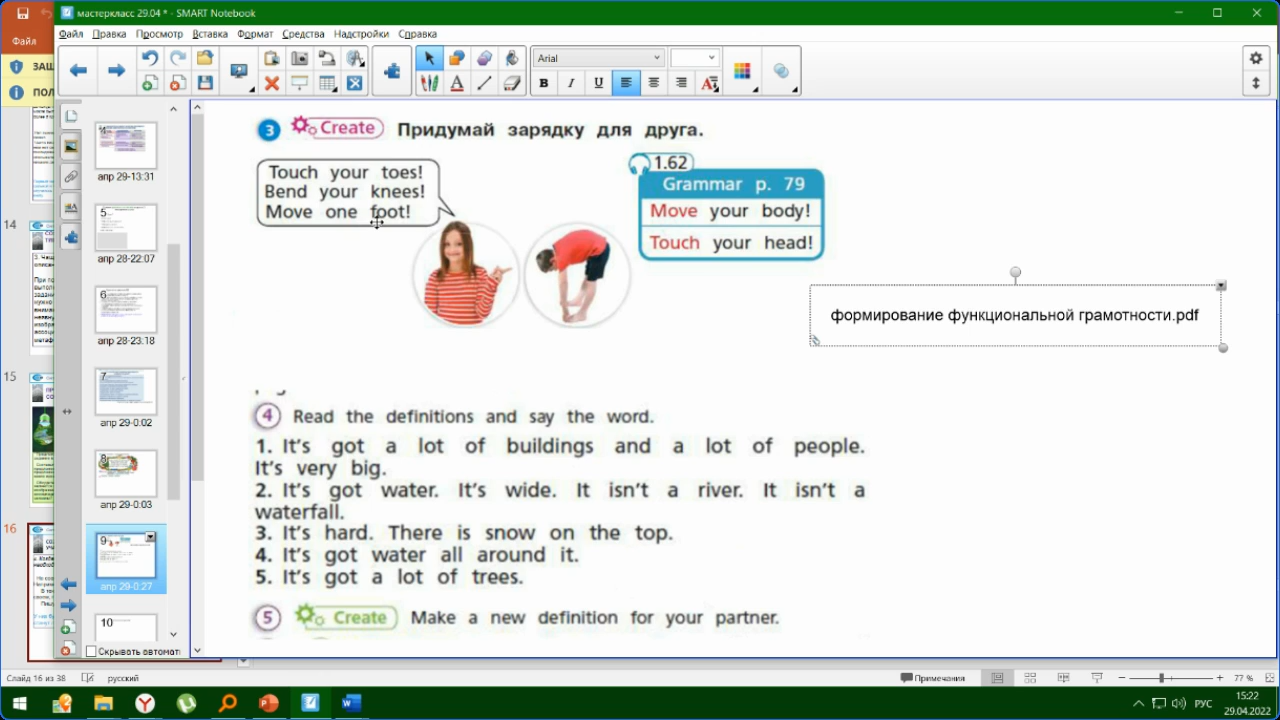 мастеркласс 29.04 * - SMART Notebook
Файл
Файл Правка Просмотр Вставка Формат Средства Надстройки Справка
Arial
B I U
3 Create Придумай зарядку для друга.
Touch your toes!
Bend your knees!
Move one foot!
1.62
Grammar p. 79
Move your body!
Touch your head!
формирование функциональной грамотности.pdf
4 Read the definitions and say the word.
1. It's got a lot of buildings and a lot of people.
It's very big.
2. It's got water. It's wide. It isn't a river. It isn't a
waterfall.
3. It's hard. There is snow on the top.
4. It's got water all around it.
5. It's got a lot of trees.
5 Create Make a new definition for your partner.
14
15
16
апр 29-13:31
5
апр 28-22:07
6
апр 28-23:18
7
апр 29-0:02
8
апр 29-0:03
9
апр 29-0:27
10
Скрывать автомат
Слайд 16 из 38
русский
Примечания
77 %
РУС
15:22
29.04.2022